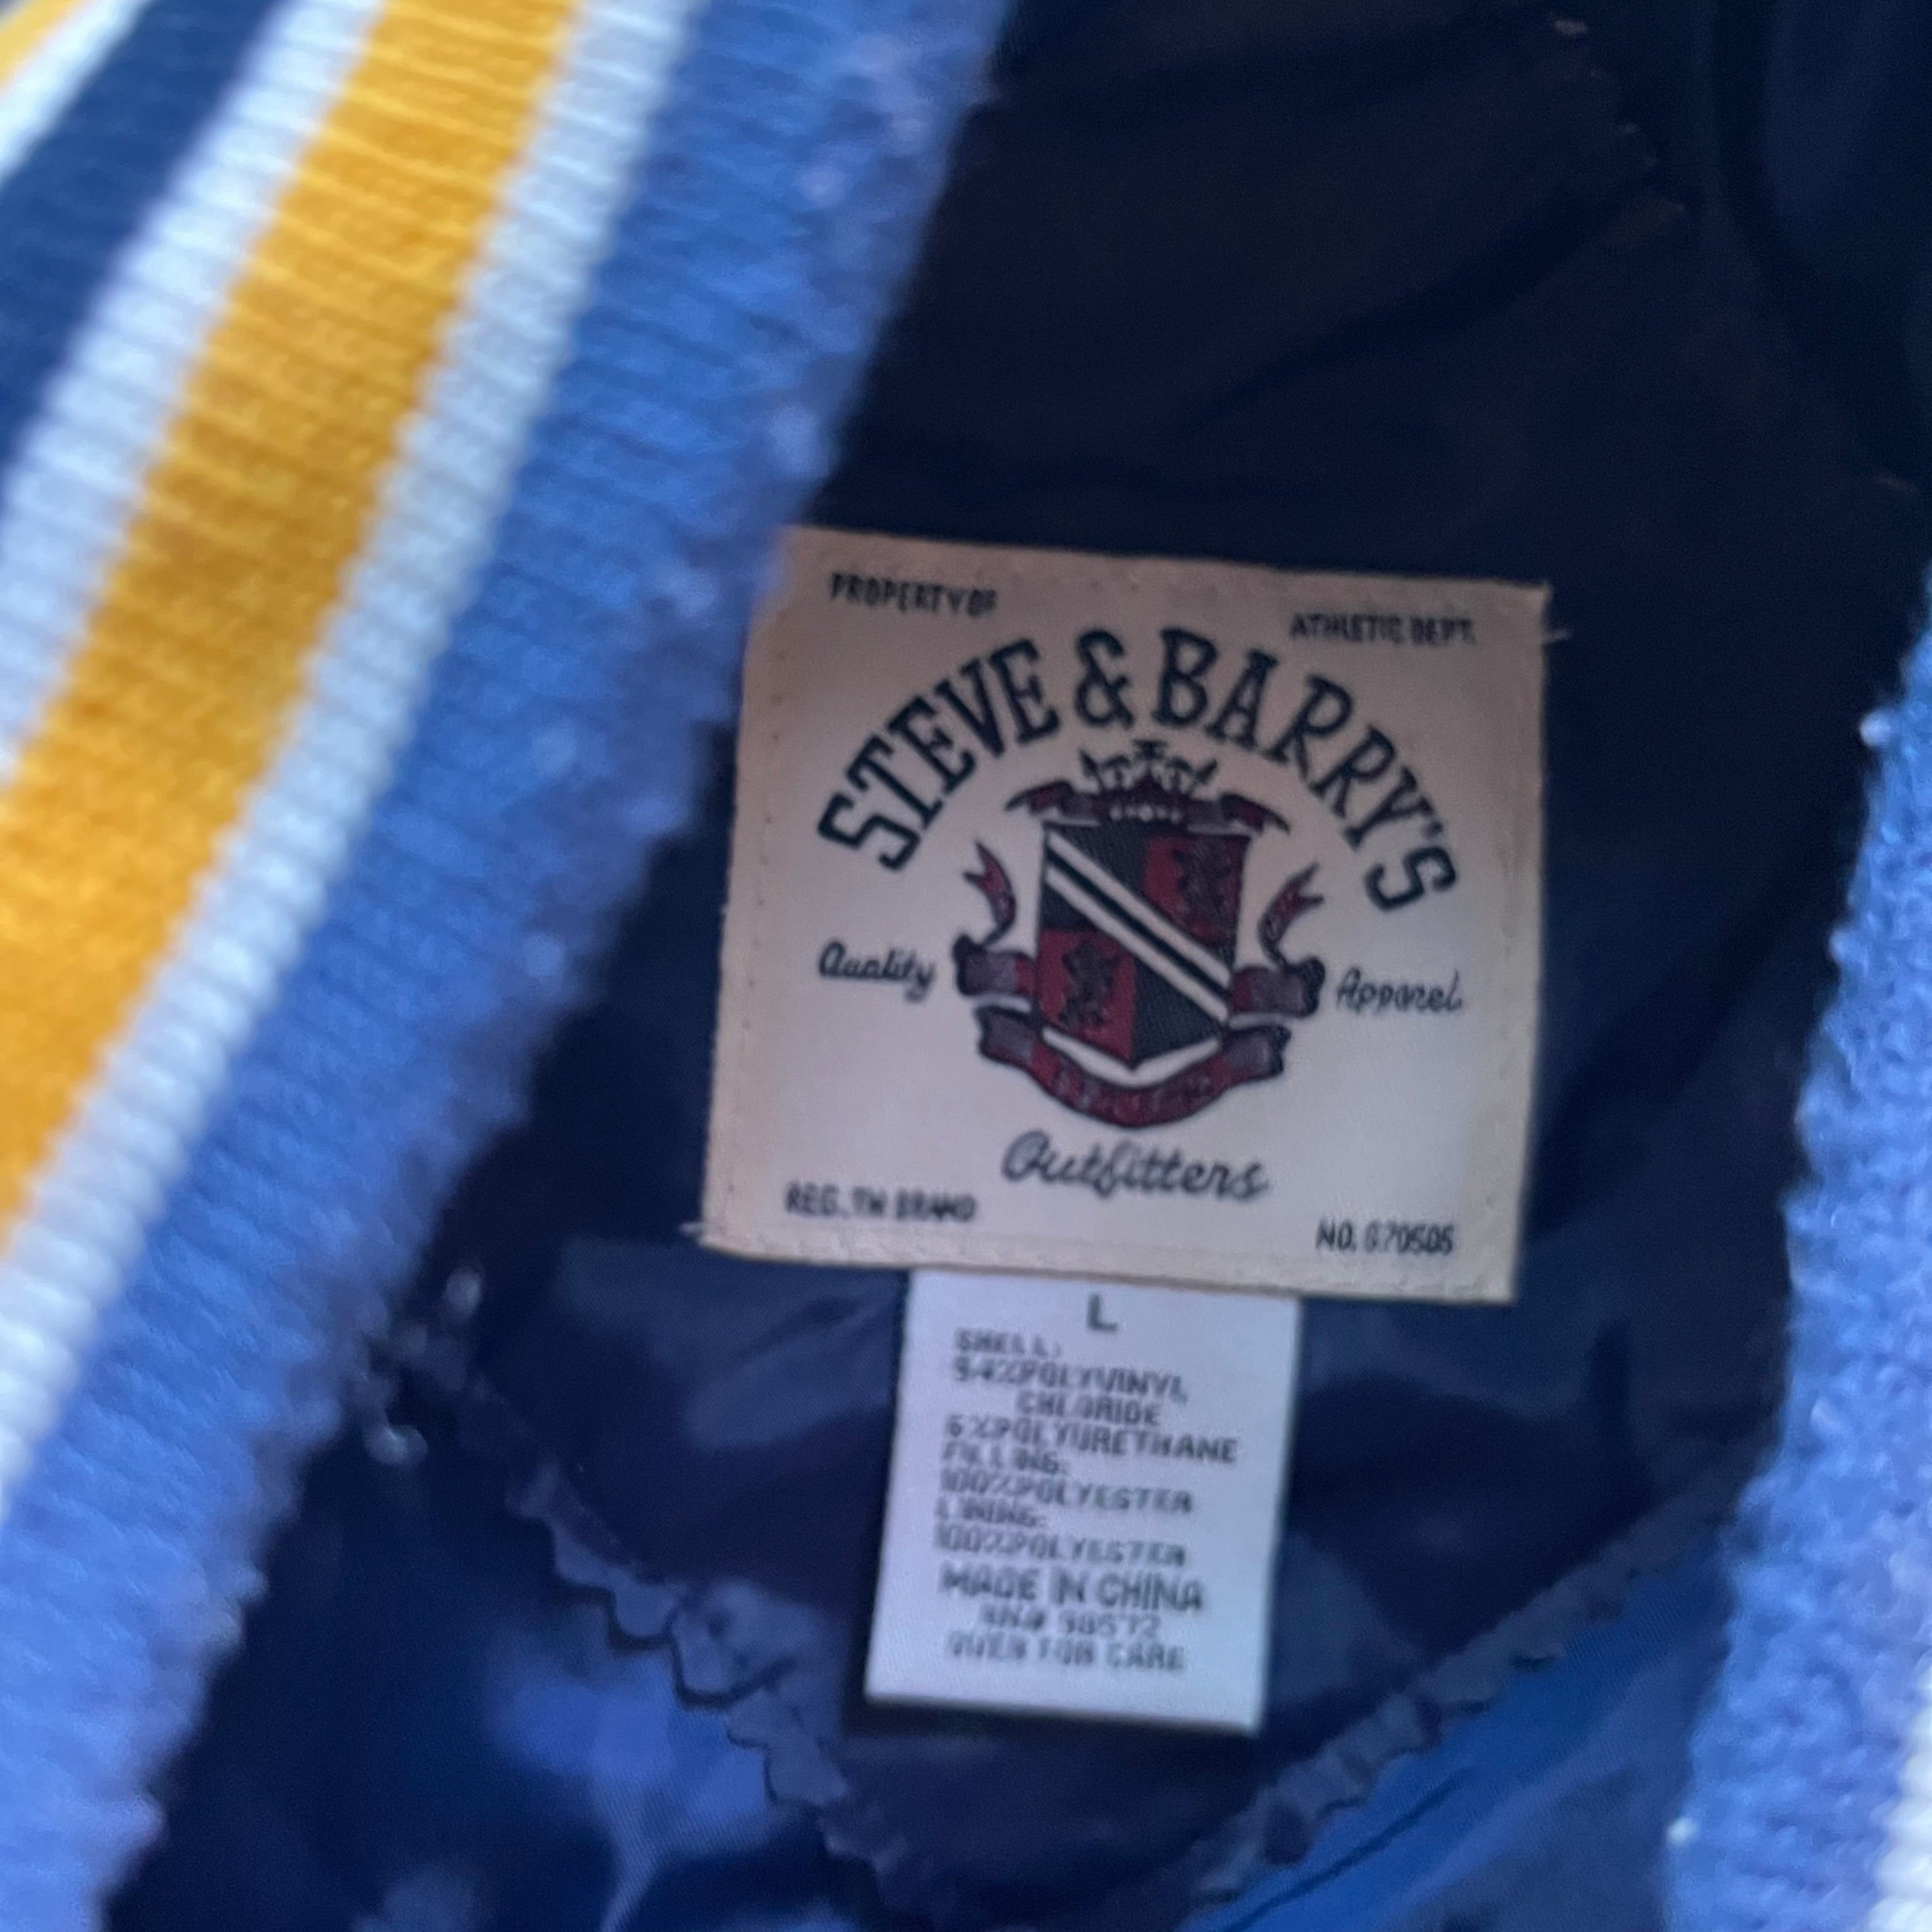 PROPERTY OF
ATHLETIC DEPT.
STEVE & BARRY'S
Quality
Apparel
Outfitters
REG. TM BRAND
NO. G70505
L
SHELL:
94%POLYVINYL
CHLORIDE
6%POLYURETHANE
FILLING:
100%POLYESTER
LINING:
100%POLYESTER
MADE IN CHINA
RN# 98572
OVER FOR CARE